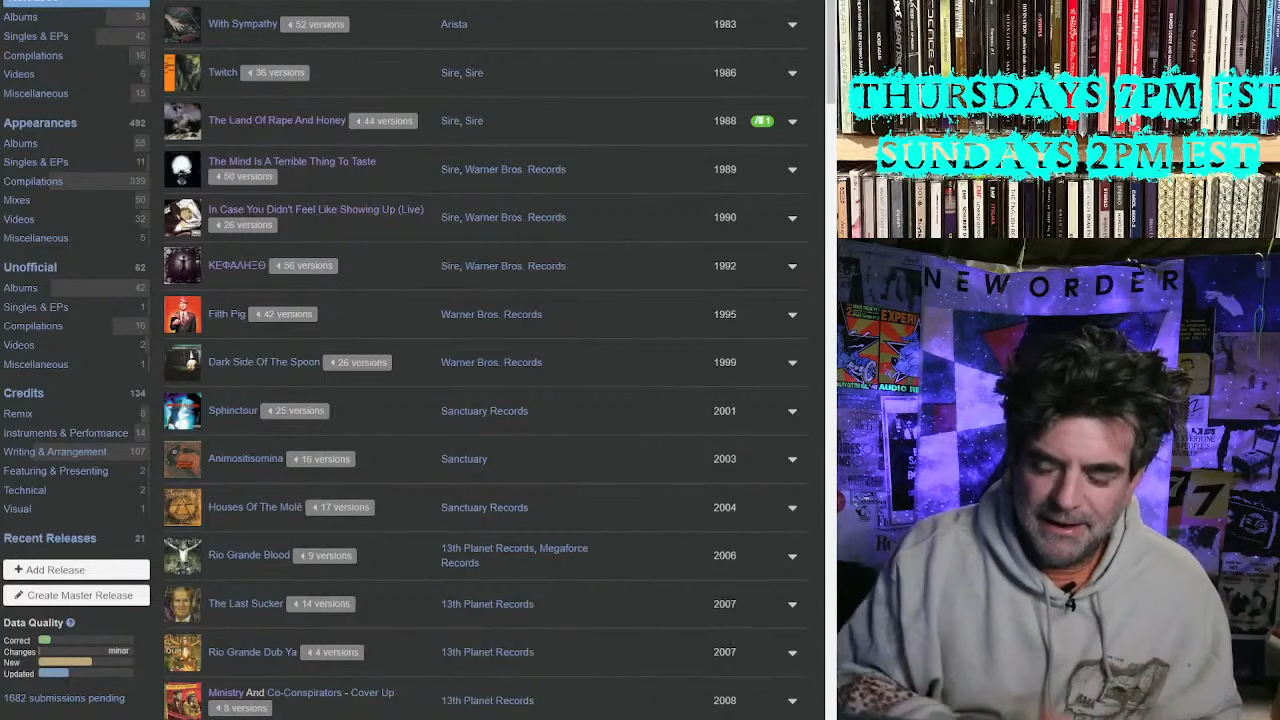 Albums 34
Singles & EPs 42
Compilations 16
Videos 6
Miscellaneous 15
Appearances 492
Albums 55
Singles & EPs 11
Compilations 339
Mixes 50
Videos 32
Miscellaneous 5
Unofficial 62
Albums 42
Singles & EPs 1
Compilations 16
Videos 2
Miscellaneous 1
Credits 134
Remix 8
Instruments & Performance 14
Writing & Arrangement 107
Featuring & Presenting 2
Technical 2
Visual 1
Recent Releases 21
+ Add Release
Create Master Release
Data Quality ?
Correct
Changes minor
New
Updated
1682 submissions pending
With Sympathy 52 versions Arista 1983
Twitch 36 versions Sire, Sire 1986
The Land Of Rape And Honey 44 versions Sire, Sire 1988 1
The Mind Is A Terrible Thing To Taste Sire, Warner Bros. Records 1989
50 versions
In Case You Didn't Feel Like Showing Up (Live) Sire, Warner Bros. Records 1990
26 versions
ΚΕΦΑΛΗΞΘ 56 versions Sire, Warner Bros. Records 1992
Filth Pig 42 versions Warner Bros. Records 1995
Dark Side Of The Spoon 26 versions Warner Bros. Records 1999
Sphinctour 25 versions Sanctuary Records 2001
Animositisomina 16 versions Sanctuary 2003
Houses Of The Molé 17 versions Sanctuary Records 2004
Rio Grande Blood 9 versions 13th Planet Records, Megaforce Records 2006
The Last Sucker 14 versions 13th Planet Records 2007
Rio Grande Dub Ya 4 versions 13th Planet Records 2007
Ministry And Co-Conspirators - Cover Up 13th Planet Records 2008
8 versions
THURSDAYS 7PM EST
SUNDAYS 2PM EST
NEW ORDER